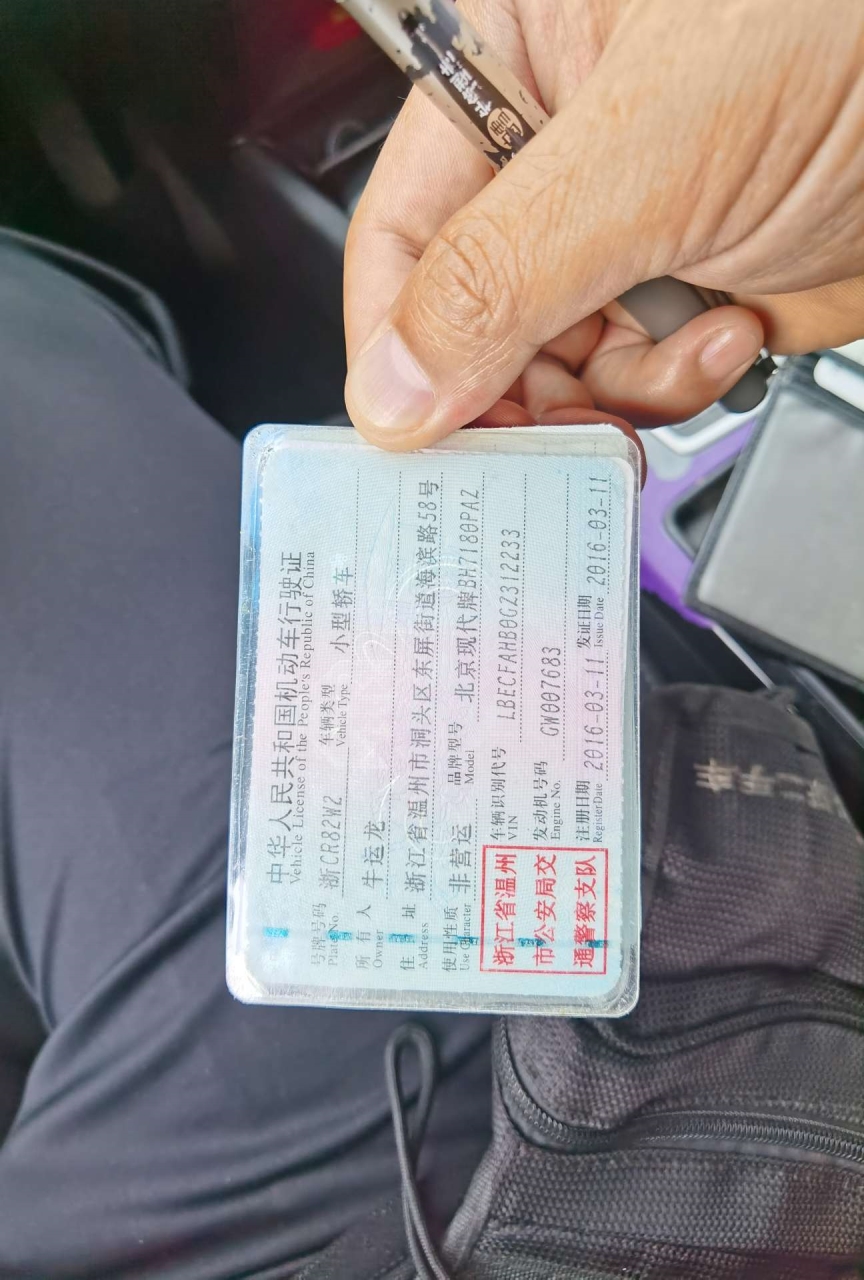 中华人民共和国机动车行驶证
Vehicle License of the People's Republic of China
号牌号码 浙CR82W2 车辆类型 小型轿车
Plate No. Vehicle Type
所有人 牛运龙
Owner
住址 浙江省温州市洞头区东屏街道海滨路58号
Address
使用性质 非营运 品牌型号 北京现代牌BH7180PAZ
Use Character Model
车辆识别代号 LBECFAHB0GZ312233
VIN
发动机号码 GW007683
Engine No.
注册日期 2016-03-11 发证日期 2016-03-11
Register Date Issue Date
浙江省温州
市公安局交
通警察支队